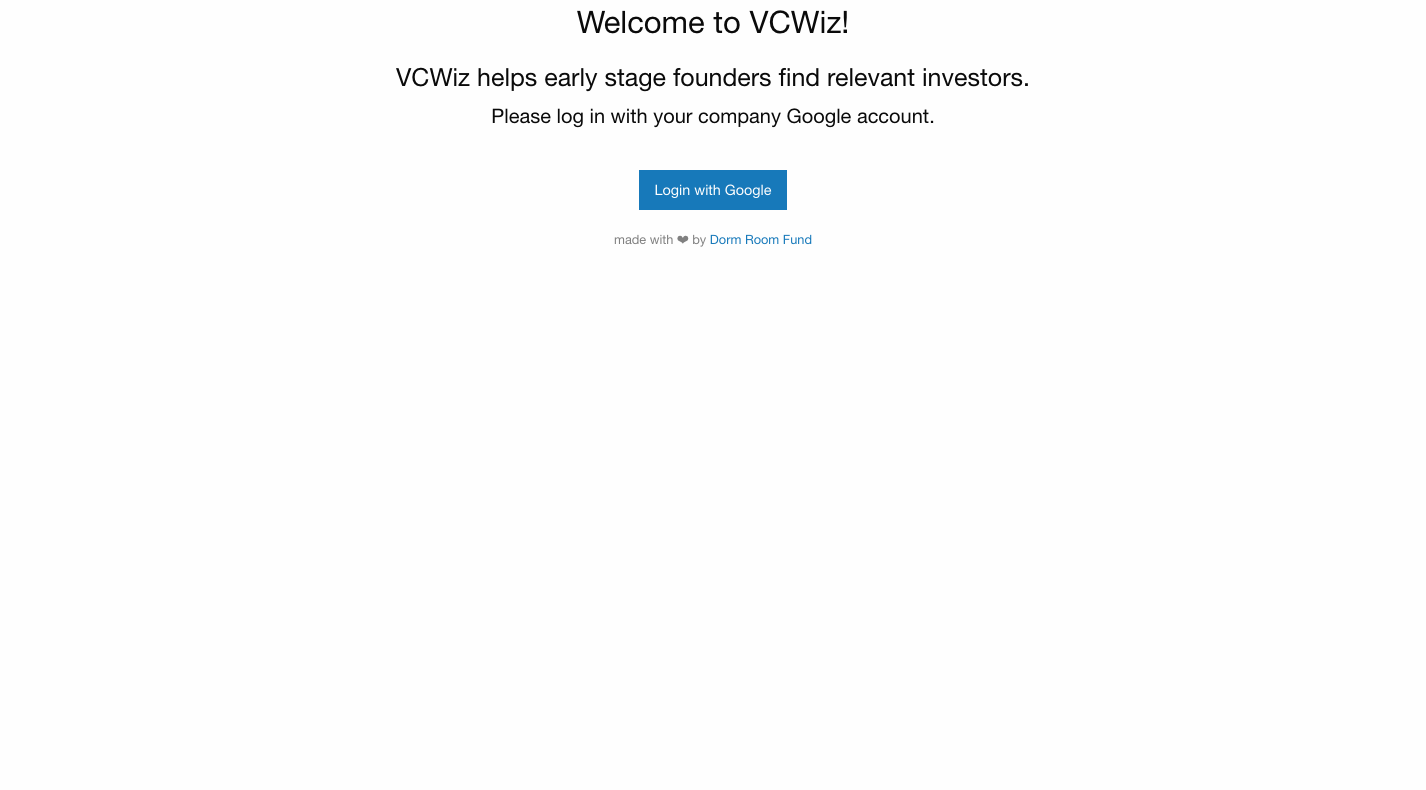 Welcome to VCWiz!
VCWiz helps early stage founders find relevant investors.
Please log in with your company Google account.
Login with Google
made with ❤ by Dorm Room Fund